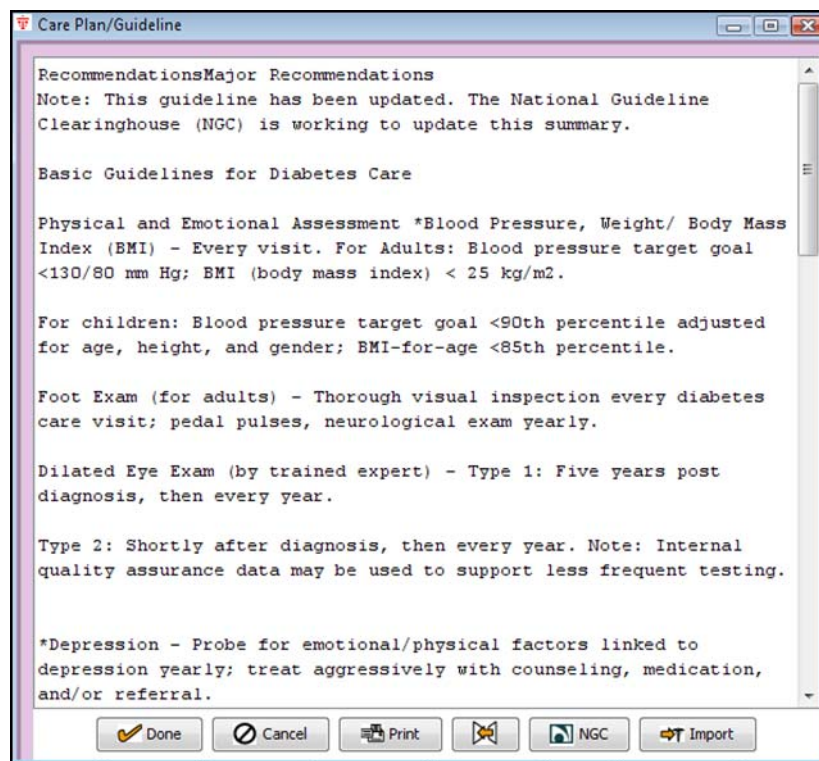 Care Plan/Guideline
RecommendationsMajor Recommendations
Note: This guideline has been updated. The National Guideline
Clearinghouse (NGC) is working to update this summary.
Basic Guidelines for Diabetes Care
Physical and Emotional Assessment *Blood Pressure, Weight/ Body Mass
Index (BMI) – Every visit. For Adults: Blood pressure target goal
<130/80 mm Hg; BMI (body mass index) < 25 kg/m2.
For children: Blood pressure target goal <90th percentile adjusted
for age, height, and gender; BMI-for-age <85th percentile.
Foot Exam (for adults) – Thorough visual inspection every diabetes
care visit; pedal pulses, neurological exam yearly.
Dilated Eye Exam (by trained expert) – Type 1: Five years post
diagnosis, then every year.
Type 2: Shortly after diagnosis, then every year. Note: Internal
quality assurance data may be used to support less frequent testing.
*Depression – Probe for emotional/physical factors linked to
depression yearly; treat aggressively with counseling, medication,
and/or referral.
Done Cancel Print NGC Import